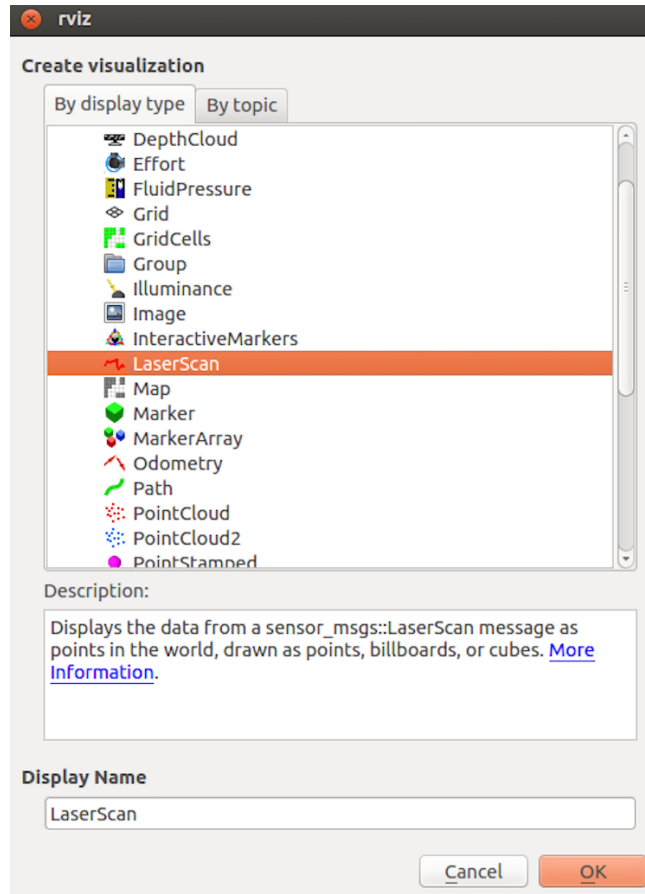 rviz
Create visualization
By display type By topic
DepthCloud
Effort
FluidPressure
Grid
GridCells
Group
Illuminance
Image
InteractiveMarkers
LaserScan
Map
Marker
MarkerArray
Odometry
Path
PointCloud
PointCloud2
PointStamped
Description:
Displays the data from a sensor_msgs::LaserScan message as
points in the world, drawn as points, billboards, or cubes. More
Information.
Display Name
LaserScan
Cancel OK